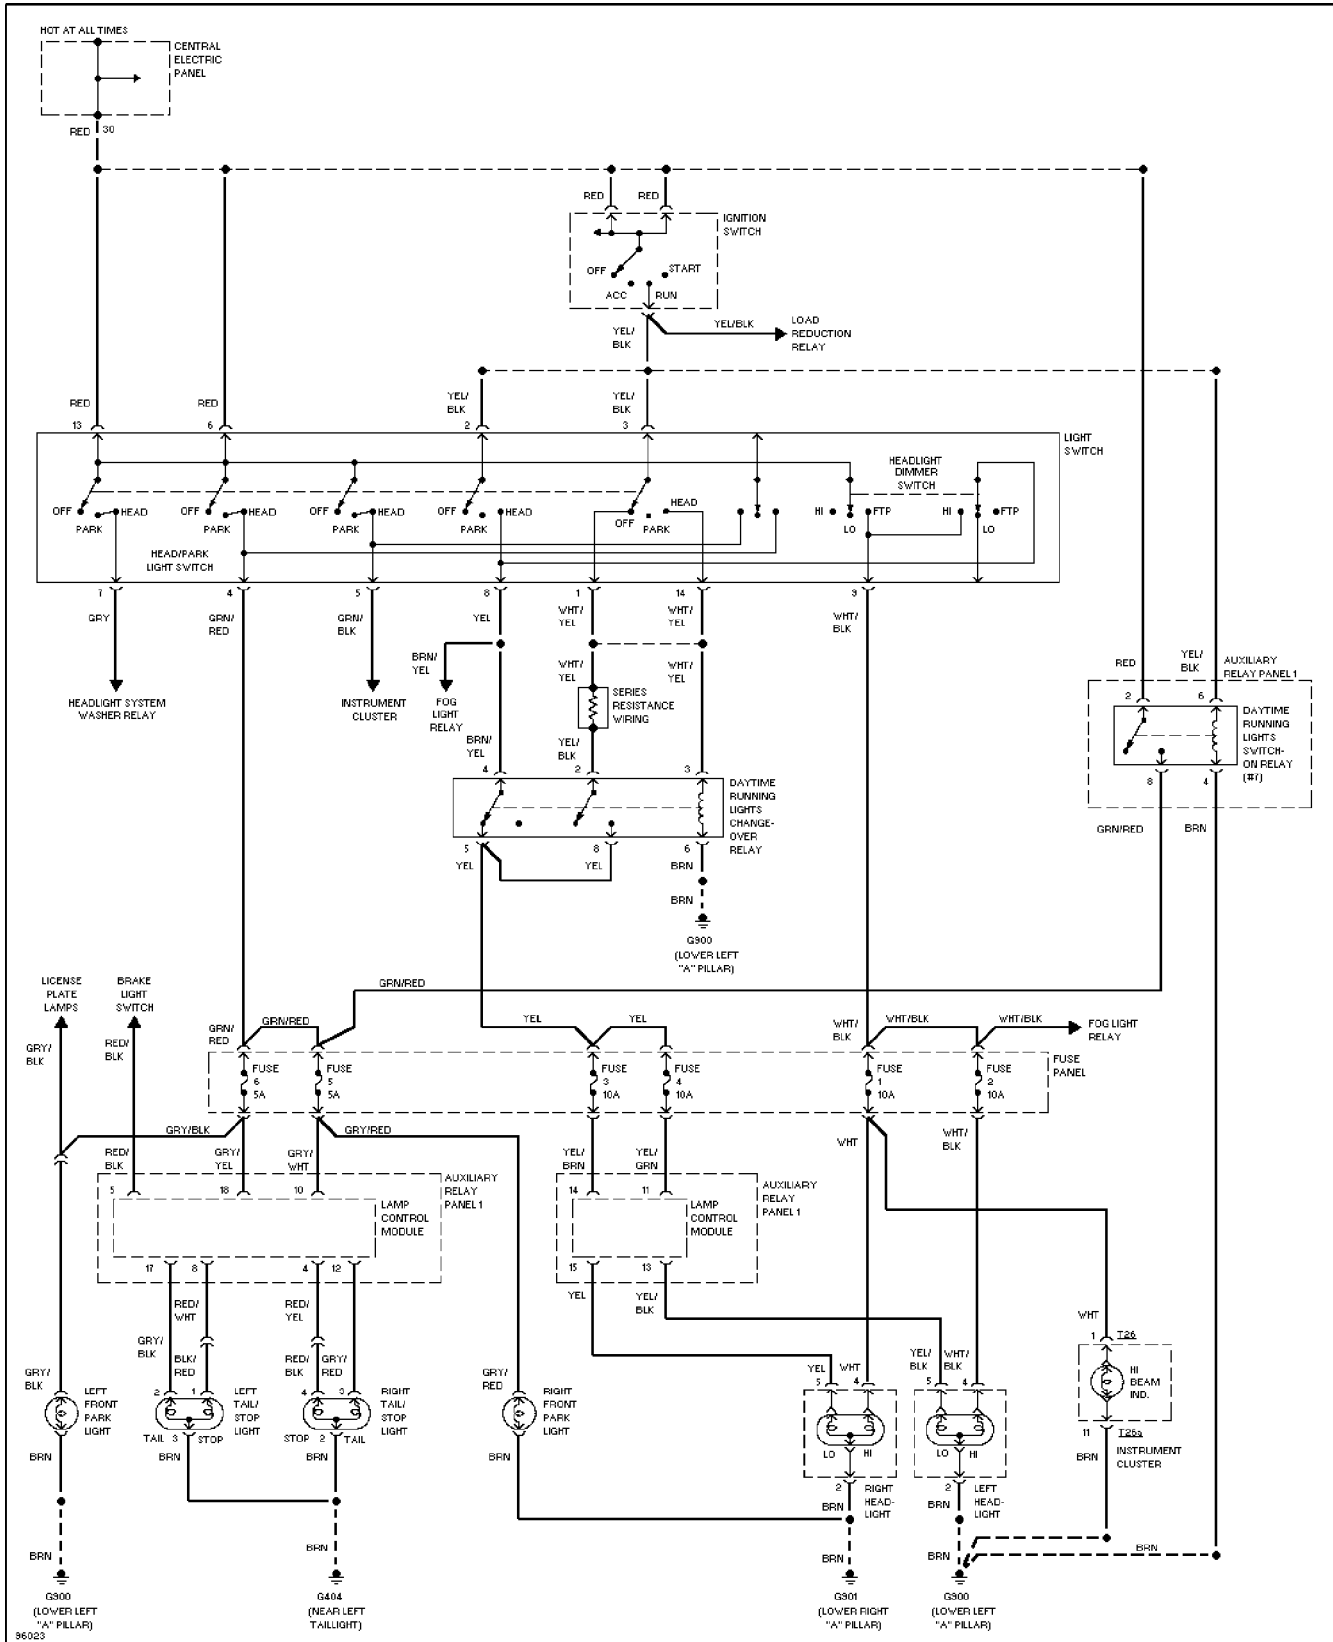 HOT AT ALL TIMES
CENTRAL
ELECTRIC
PANEL
RED 30
RED RED
IGNITION
SWITCH
OFF START
ACC RUN
YEL/
BLK
YEL/BLK
LOAD
REDUCTION
RELAY
RED RED
YEL/
BLK
YEL/
BLK
13 6 2 3
LIGHT
SWITCH
HEADLIGHT
DIMMER
SWITCH
OFF HEAD OFF HEAD OFF HEAD OFF HEAD OFF HEAD HI FTP HI FTP
PARK PARK PARK PARK PARK LO LO
HEAD/PARK
LIGHT SWITCH
7 4 5 8 1 14 9
GRY
GRN/
RED
GRN/
BLK
YEL
WHT/
YEL
WHT/
YEL
WHT/
BLK
BRN/
YEL
WHT/
YEL
WHT/
YEL
RED
YEL/
BLK
AUXILIARY
RELAY PANEL 1
HEADLIGHT SYSTEM
WASHER RELAY
INSTRUMENT
CLUSTER
FOG
LIGHT
RELAY
SERIES
RESISTANCE
WIRING
2 6
DAYTIME
RUNNING
LIGHTS
SWITCH-
ON RELAY
(#7)
BRN/
YEL
YEL/
BLK
4 2 3
DAYTIME
RUNNING
LIGHTS
CHANGE-
OVER
RELAY
8 4
GRN/RED BRN
5 8 6
YEL YEL BRN
BRN
G900
(LOWER LEFT
"A" PILLAR)
LICENSE
PLATE
LAMPS
BRAKE
LIGHT
SWITCH
GRN/RED
GRY/
BLK
RED/
BLK
GRN/
RED
GRN/RED
YEL YEL
WHT/
BLK
WHT/BLK WHT/BLK
FOG LIGHT
RELAY
FUSE
6
5A
FUSE
5
5A
FUSE
3
10A
FUSE
4
10A
FUSE
1
10A
FUSE
2
10A
FUSE
PANEL
GRY/BLK GRY/RED
RED/
BLK
GRY/
YEL
GRY/
WHT
YEL/
BRN
YEL/
GRN
WHT
WHT/
BLK
5 18 10
AUXILIARY
RELAY
PANEL 1
LAMP
CONTROL
MODULE
14 11
AUXILIARY
RELAY
PANEL 1
LAMP
CONTROL
MODULE
17 8 4 12
15 13
RED/
WHT
RED/
YEL
YEL
YEL/
BLK
GRY/
BLK
BLK/
RED
RED/
BLK
GRY/
RED
WHT
1 T26
GRY/
BLK
GRY/
RED
YEL WHT
YEL/
BLK
WHT/
BLK
5 4 5 4
LEFT
FRONT
PARK
LIGHT
2 1
LEFT
TAIL/
STOP
LIGHT
4 3
RIGHT
TAIL/
STOP
LIGHT
RIGHT
FRONT
PARK
LIGHT
HI
BEAM
IND.
TAIL 3 STOP
STOP 2 TAIL
LO HI LO HI
11 T26a
INSTRUMENT
CLUSTER
BRN BRN BRN BRN BRN
2
RIGHT
HEAD-
LIGHT
2
LEFT
HEAD-
LIGHT
BRN BRN
BRN BRN BRN BRN BRN
G900
(LOWER LEFT
"A" PILLAR)
G404
(NEAR LEFT
TAILLIGHT)
G901
(LOWER RIGHT
"A" PILLAR)
G900
(LOWER LEFT
"A" PILLAR)
96023